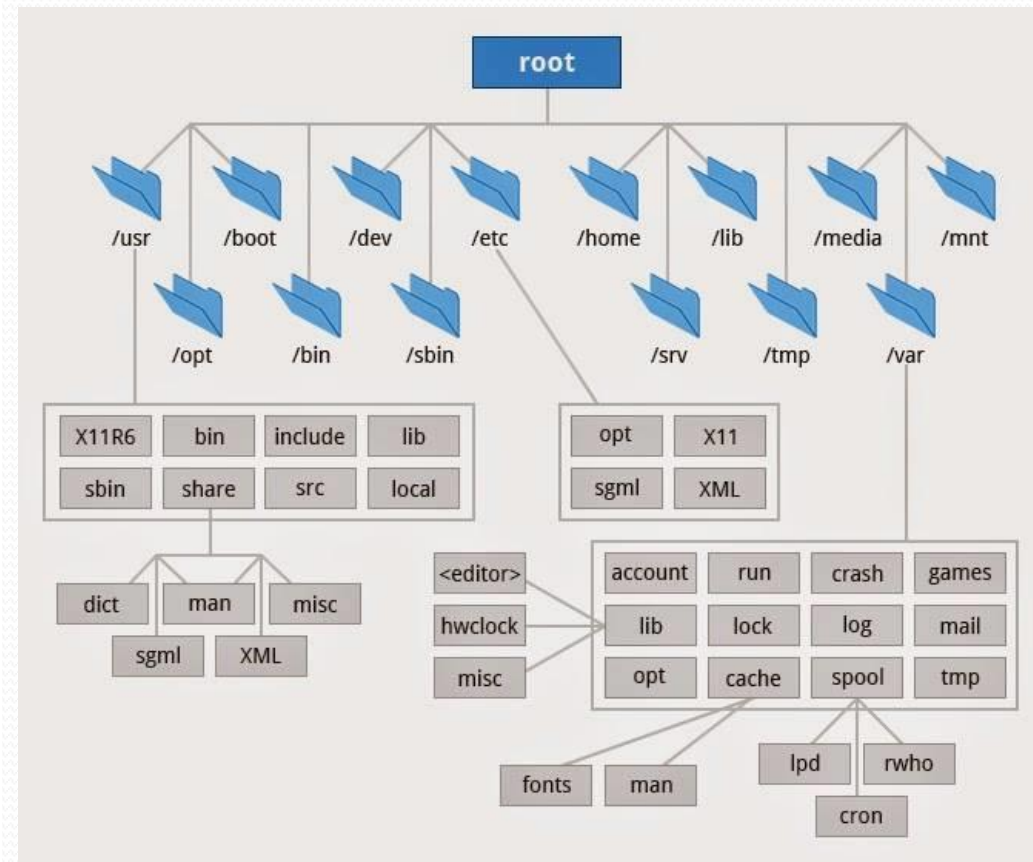 root
/usr /boot /dev /etc /home /lib /media /mnt
/opt /bin /sbin /srv /tmp /var
X11R6 bin include lib
sbin share src local
opt X11
sgml XML
dict man misc
sgml XML
<editor>
hwclock
misc
account run crash games
lib lock log mail
opt cache spool tmp
fonts man
lpd rwho
cron